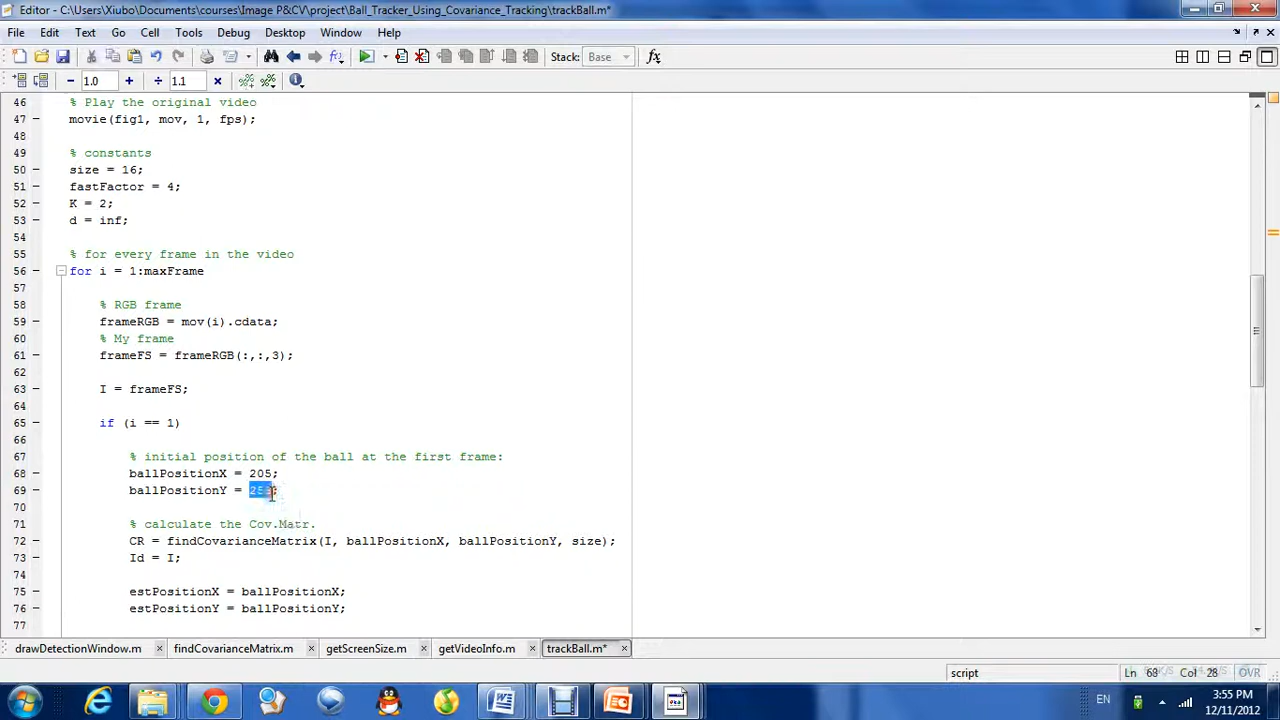 Editor - C:\Users\Xiubo\Documents\courses\Image P&CV\project\Ball_Tracker_Using_Covariance_Tracking\trackBall.m*
File Edit Text Go Cell Tools Debug Desktop Window Help
Stack: Base fx
− 1.0 + ÷ 1.1 ×
46 % Play the original video
47 − movie(fig1, mov, 1, fps);
48
49 % constants
50 − size = 16;
51 − fastFactor = 4;
52 − K = 2;
53 − d = inf;
54
55 % for every frame in the video
56 − for i = 1:maxFrame
57
58 % RGB frame
59 − frameRGB = mov(i).cdata;
60 % My frame
61 − frameFS = frameRGB(:,:,3);
62
63 − I = frameFS;
64
65 − if (i == 1)
66
67 % initial position of the ball at the first frame:
68 − ballPositionX = 205;
69 − ballPositionY =
70
71 % calculate the Cov.Matr.
72 − CR = findCovarianceMatrix(I, ballPositionX, ballPositionY, size);
73 − Id = I;
74
75 − estPositionX = ballPositionX;
76 − estPositionY = ballPositionY;
77
drawDetectionWindow.m × findCovarianceMatrix.m × getScreenSize.m × getVideoInfo.m × trackBall.m* ×
script Ln 68 Col 28 OVR
EN 3:55 PM
12/11/2012